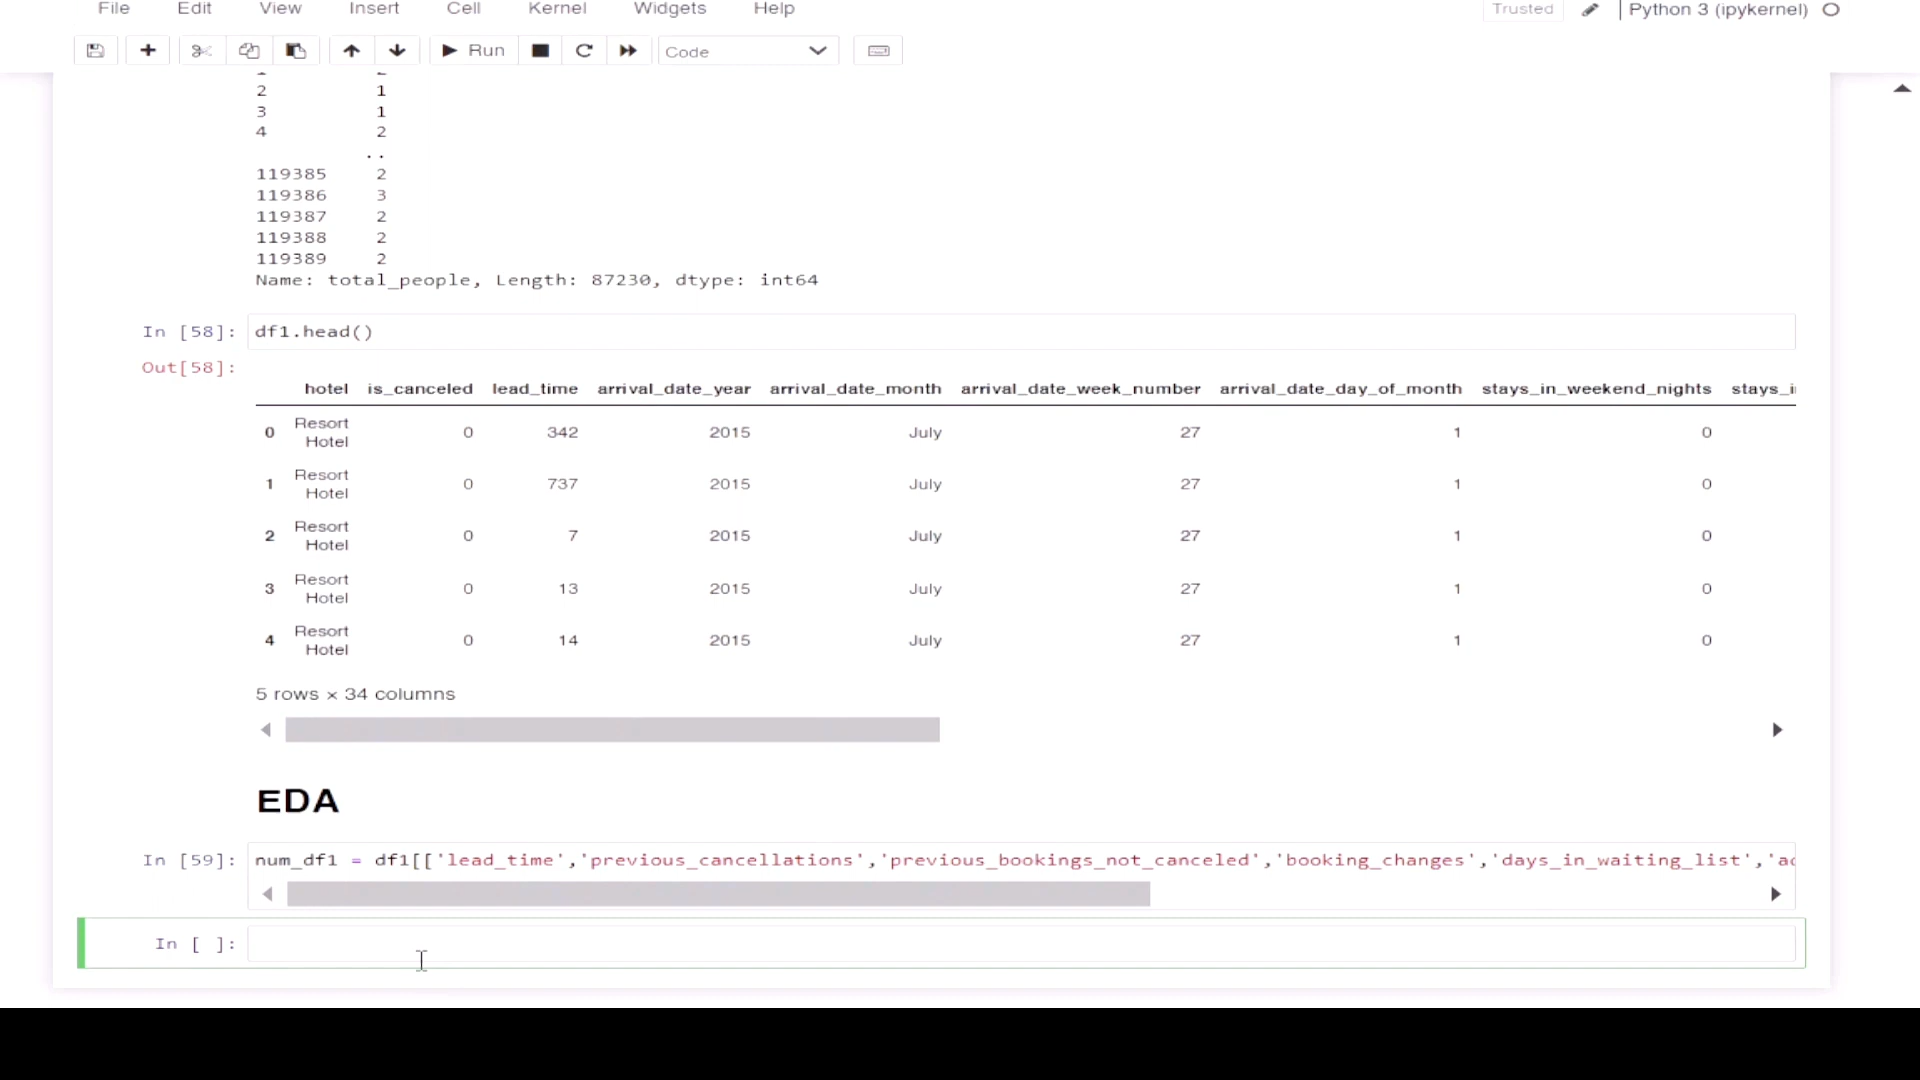 File Edit View Insert Cell Kernel Widgets Help Trusted Python 3 (ipykernel)
Run Code
2 1
3 1
4 2
..
119385 2
119386 3
119387 2
119388 2
119389 2
Name: total_people, Length: 87230, dtype: int64
In [58]: df1.head()
Out[58]:
hotel is_canceled lead_time arrival_date_year arrival_date_month arrival_date_week_number arrival_date_day_of_month stays_in_weekend_nights stays_i
0 Resort Hotel 0 342 2015 July 27 1 0
1 Resort Hotel 0 737 2015 July 27 1 0
2 Resort Hotel 0 7 2015 July 27 1 0
3 Resort Hotel 0 13 2015 July 27 1 0
4 Resort Hotel 0 14 2015 July 27 1 0
5 rows × 34 columns
EDA
In [59]: num_df1 = df1[['lead_time','previous_cancellations','previous_bookings_not_canceled','booking_changes','days_in_waiting_list','a
In [ ]: